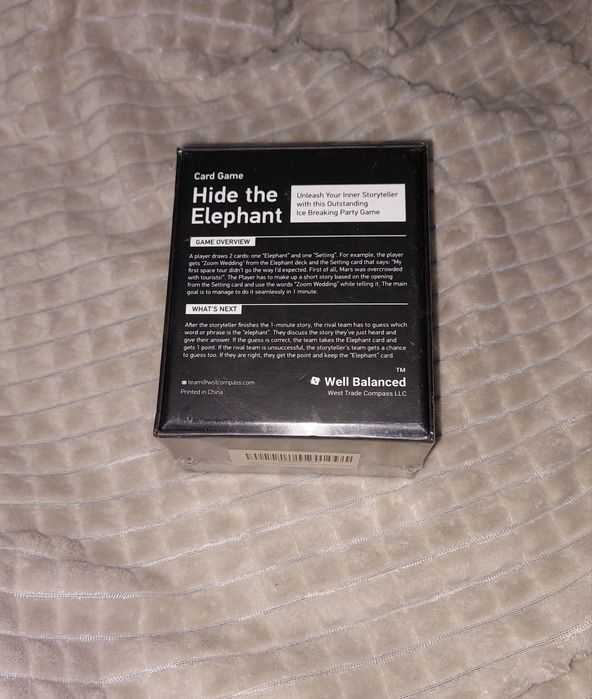 Card Game
Hide the
Elephant
Unleash Your Inner Storyteller
with this Outstanding
Ice Breaking Party Game
GAME OVERVIEW
A player draws 2 cards: one "Elephant" and one "Setting". For example, the player
gets "Zoom Wedding" from the Elephant deck and the Setting card that says: "My
first space tour didn't go the way I'd expected. First of all, Mars was overcrowded
with tourists!". The Player has to make up a short story based on the opening
from the Setting card and use the words "Zoom Wedding" while telling it. The main
goal is to manage to do it seamlessly in 1 minute.
WHAT'S NEXT
After the storyteller finishes the 1-minute story, the rival team has to guess which
word or phrase is the "elephant". They discuss the story they've just heard and
give their answer. If the guess is correct, the team takes the Elephant card and
gets 1 point. If the rival team is unsuccessful, the storyteller's team gets a chance
to guess too. If they are right, they get the point and keep the "Elephant" card.
team@wstcompass.com
Printed in China
TM
Well Balanced
West Trade Compass LLC